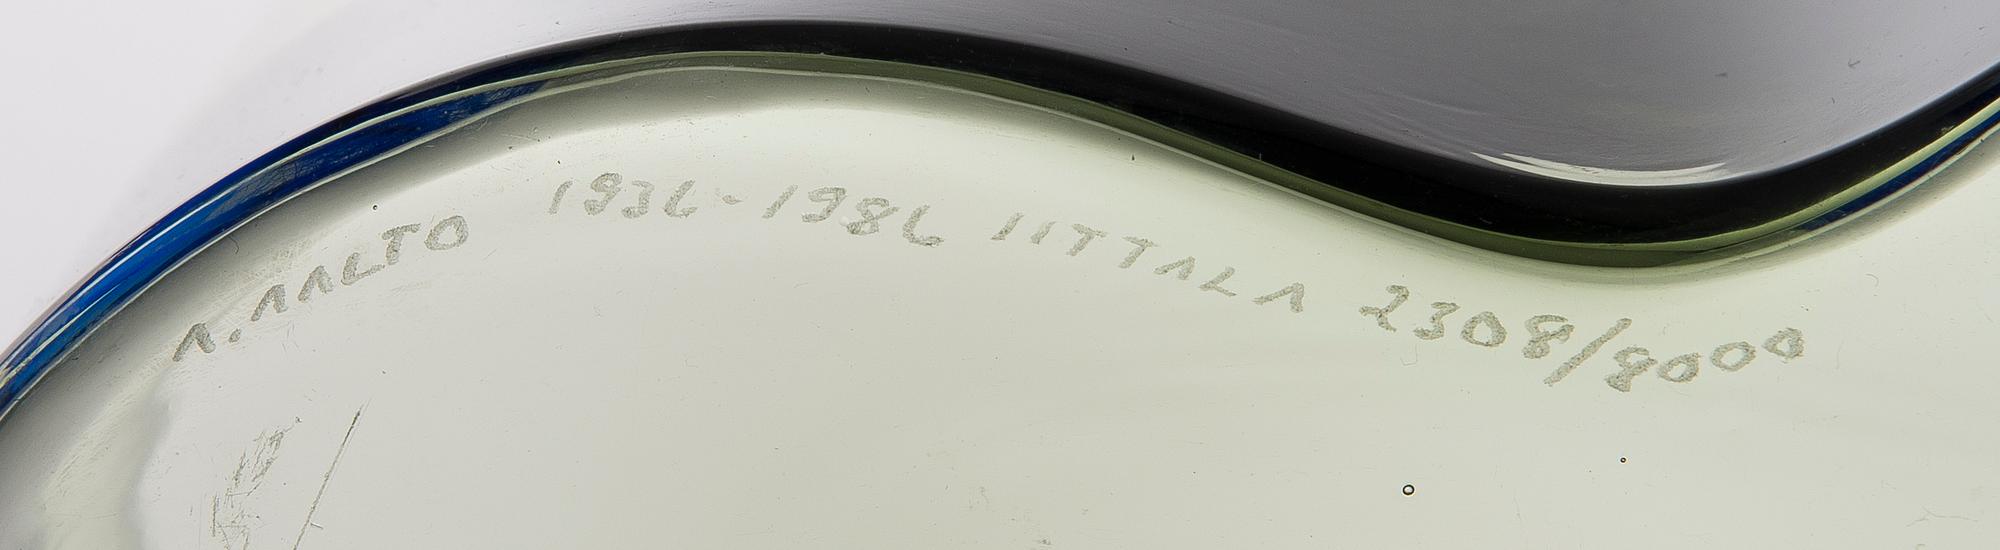 A. AALTO 1936-1986 IITTALA 2308/8000